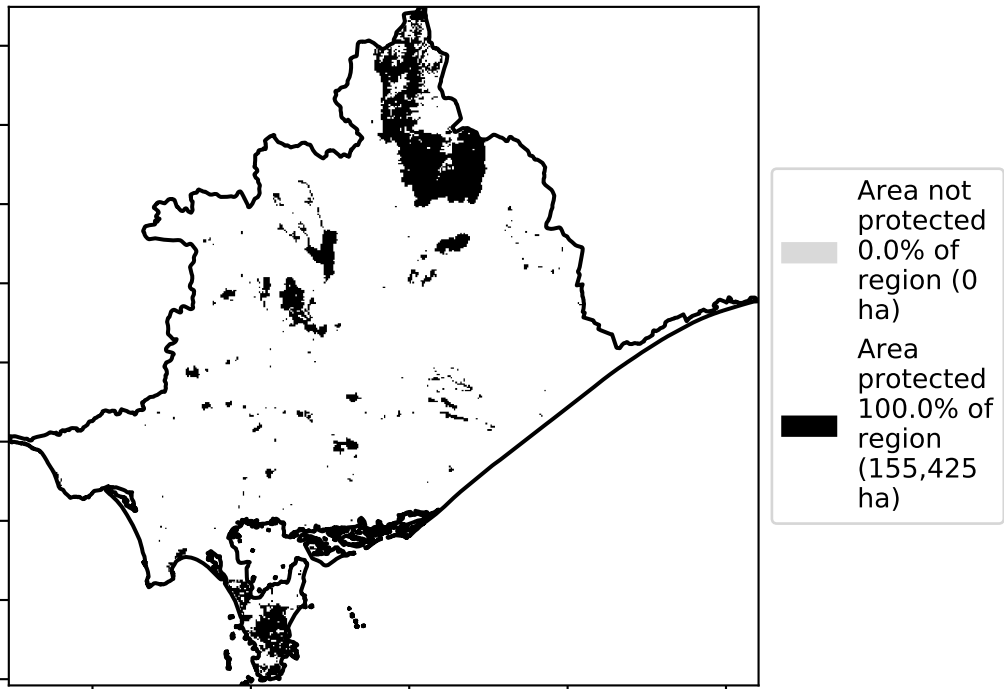 Area not
protected
0.0% of
region (0
ha)
Area
protected
100.0% of
region
(155,425
ha)